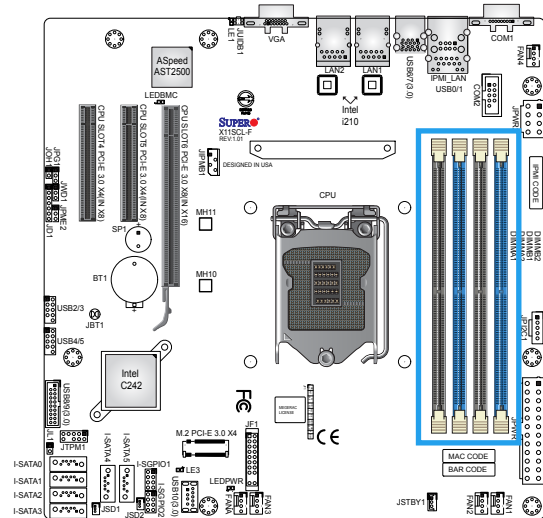 LE1
JUIDB1
VGA
LAN2
LAN1
USB6/7(3.0)
IPMI_LAN
USB0/1
COM1
FAN4
ASpeed
AST2500
LEDBMC
Intel
i210
COM2
JPWR
SUPER
X11SCL-F
REV:1.01
DESIGNED IN USA
JIPMB1
CPU SLOT4 PCI-E 3.0 X4(IN X8)
CPU SLOT5 PCI-E 3.0 X4(IN X8)
CPU SLOT6 PCI-E 3.0 X8(IN X16)
JOH1
JPG1
JWD1
JPME2
JD1
CPU
IPMI CODE
DIMMA1
DIMMA2
DIMMB1
DIMMB2
SP1
MH11
BT1
MH10
USB2/3
USB4/5
JBT1
JPI2C1
Intel
C242
USB8/9(3.0)
JL1
JTPM1
M.2 PCI-E 3.0 X4
JF1
LICENSE
JPWR
MAC CODE
BAR CODE
I-SATA0
I-SATA1
I-SATA2
I-SATA3
I-SATA4
I-SATA5
I-SGPIO1
I-SGPIO2
JSD1
JSD2
LE3
USB10(3.0)
LEDPWR
FANA
FAN3
JSTBY1
FAN2
FAN1